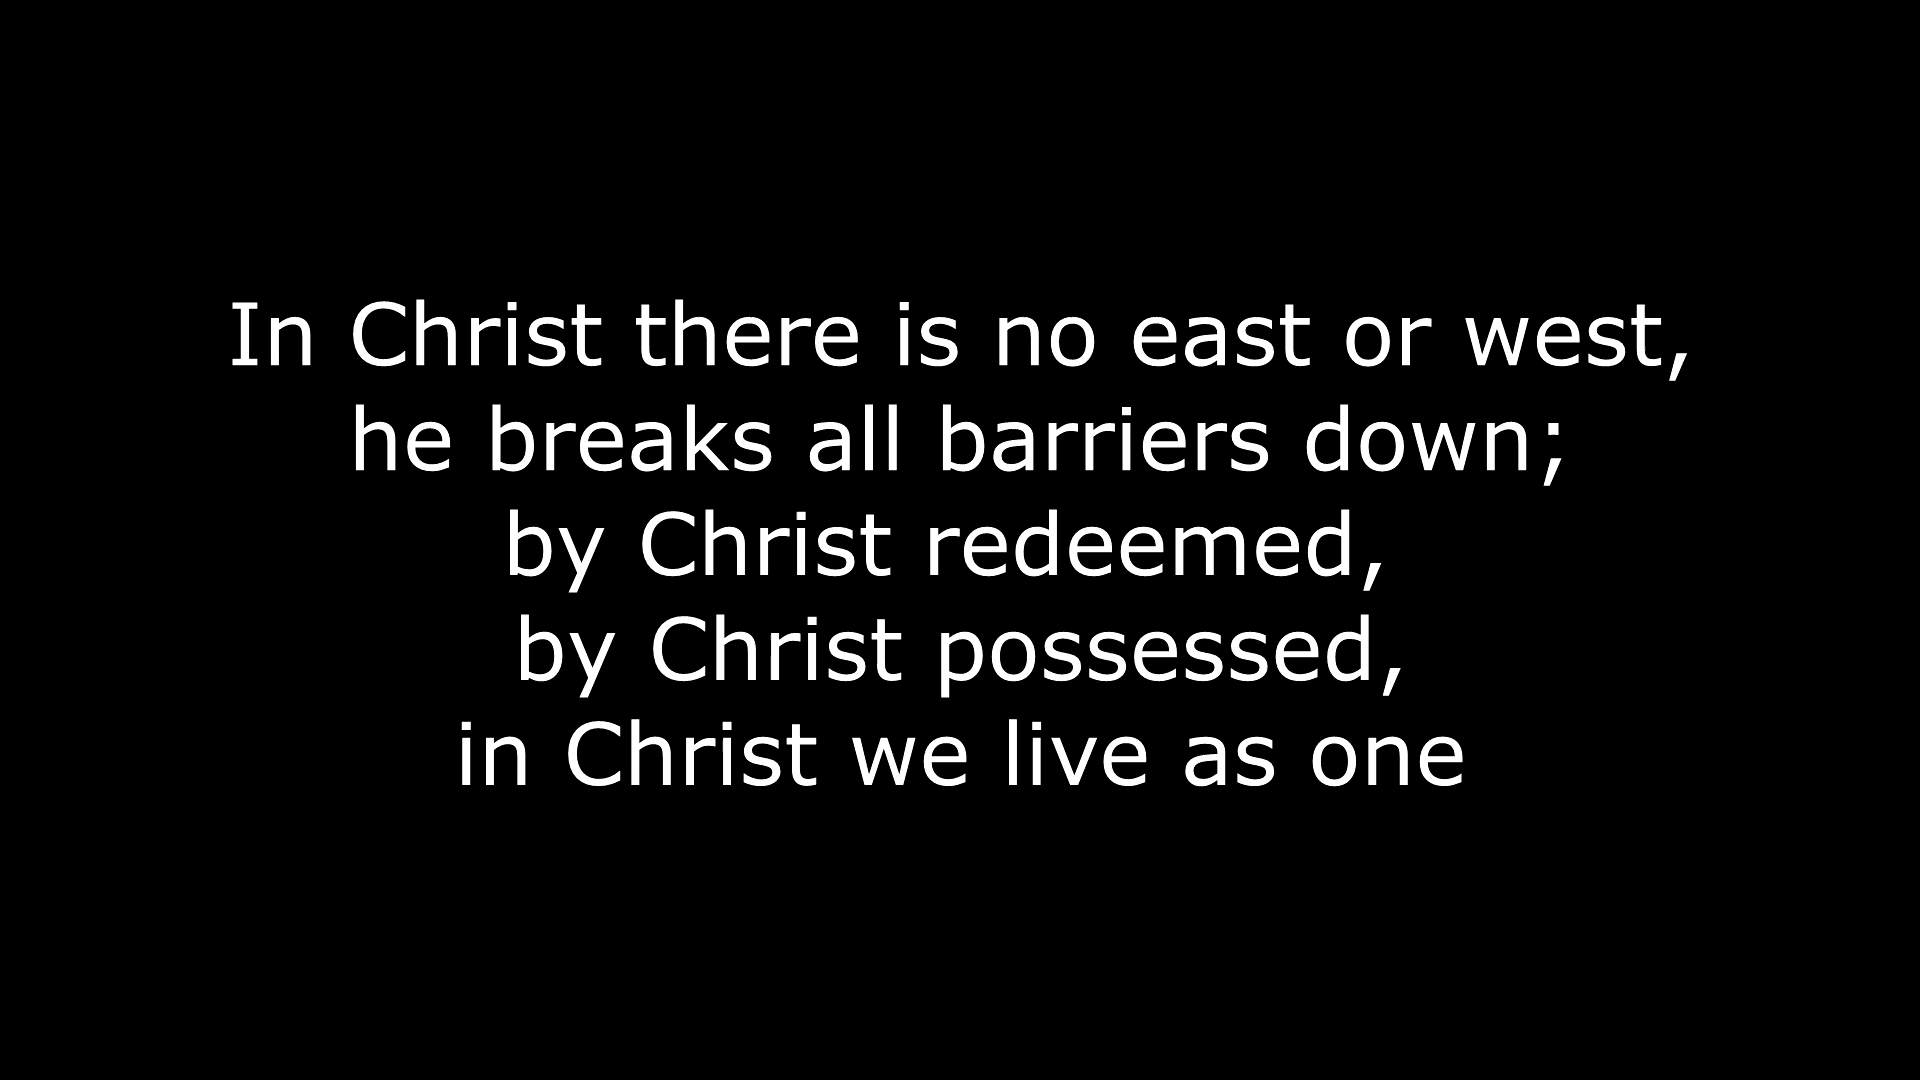 In Christ there is no east or west,
he breaks all barriers down;
by Christ redeemed,
by Christ possessed,
in Christ we live as one